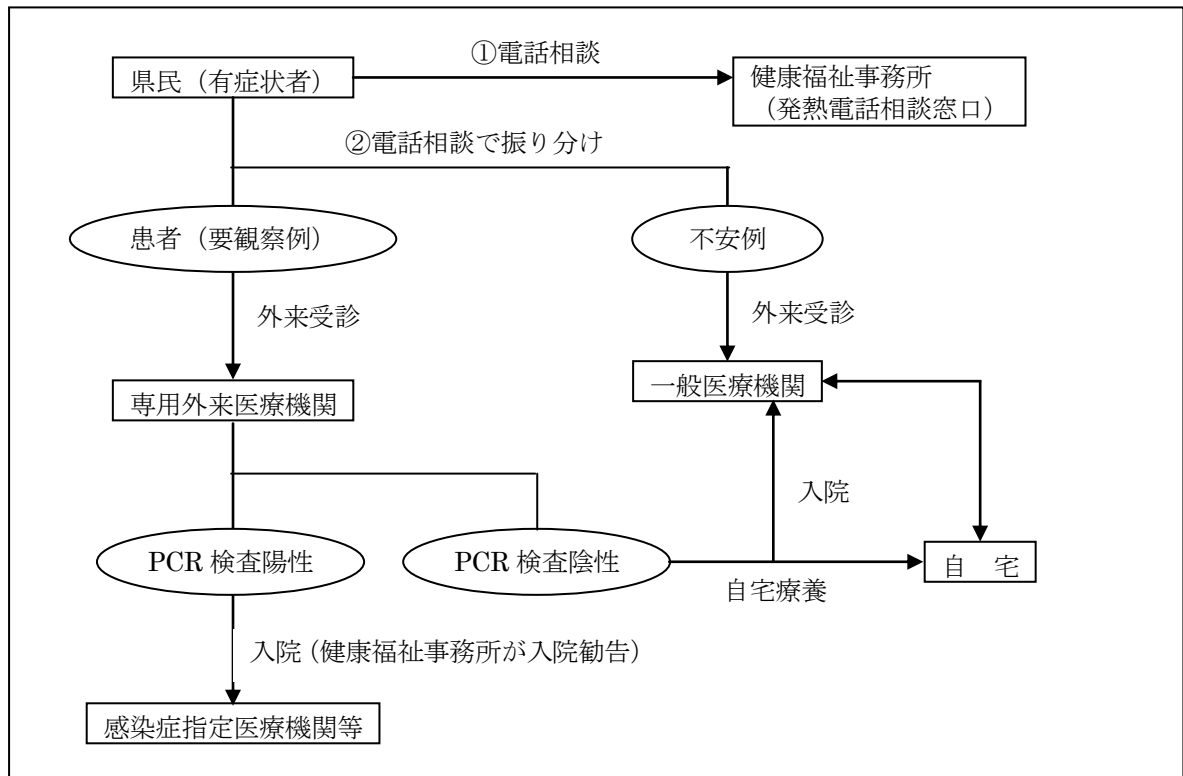 ①電話相談
県民（有症状者）
健康福祉事務所
（発熱電話相談窓口）
②電話相談で振り分け
患者（要観察例）
不安例
外来受診
外来受診
専用外来医療機関
一般医療機関
入院
PCR 検査陽性
PCR 検査陰性
自　宅
自宅療養
入院（健康福祉事務所が入院勧告）
感染症指定医療機関等